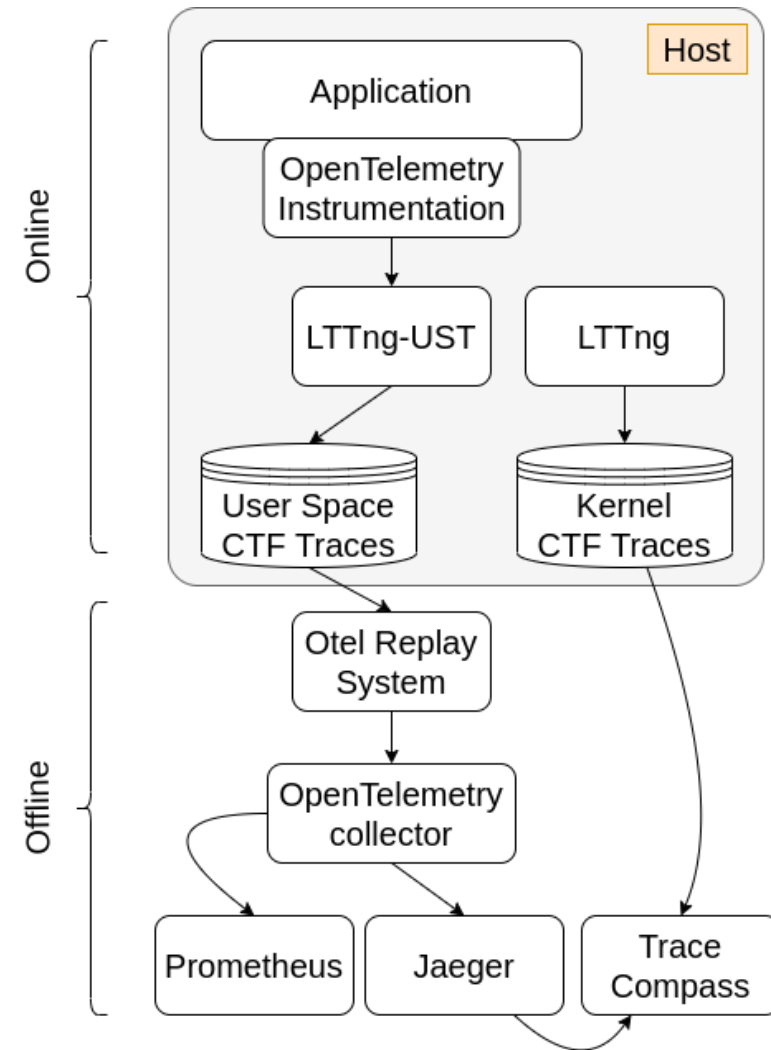 Host
Application
OpenTelemetry
Instrumentation
Online
LTTng-UST
LTTng
User Space
CTF Traces
Kernel
CTF Traces
Otel Replay
System
Offline
OpenTelemetry
collector
Prometheus
Jaeger
Trace
Compass